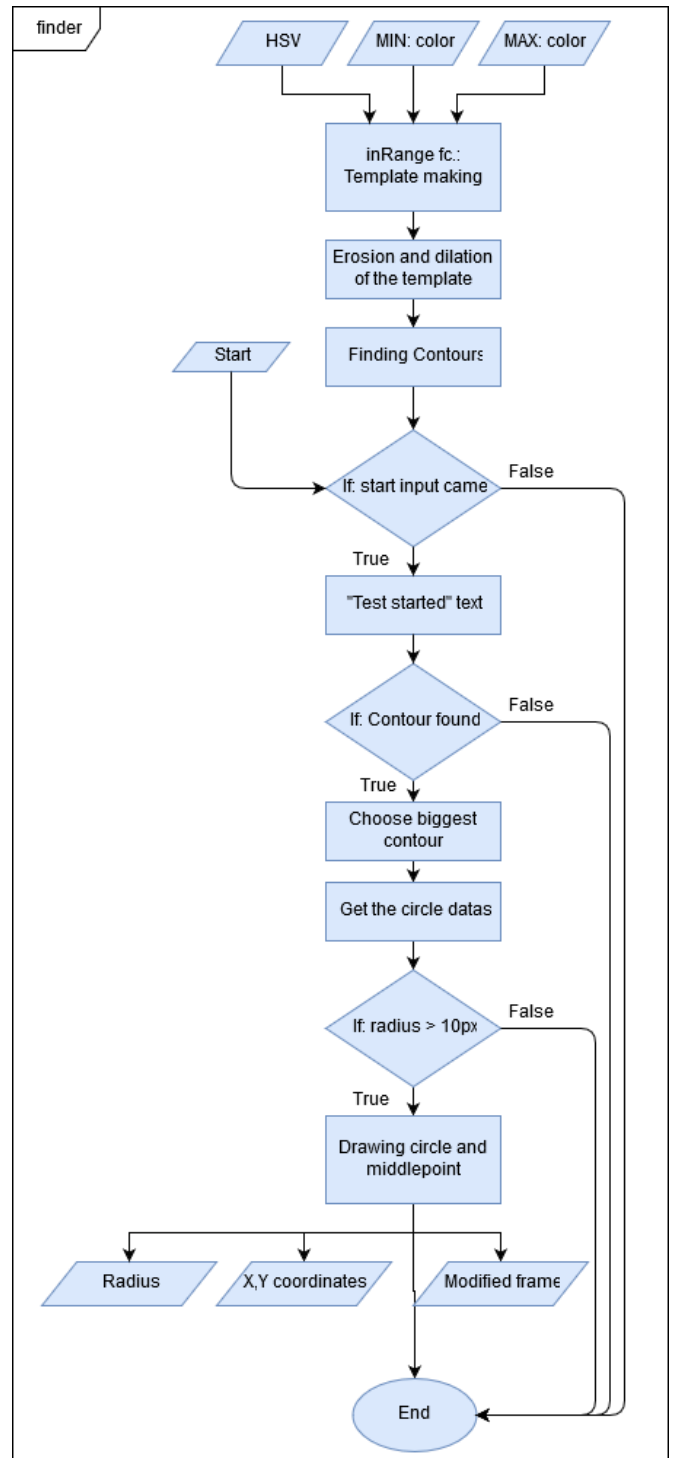 finder
HSV
MIN: color
MAX: color
inRange fc.:
Template making
Erosion and dilation
of the template
Start
Finding Contours
If: start input came
False
True
"Test started" text
If: Contour found
False
True
Choose biggest
contour
Get the circle datas
If: radius > 10px
False
True
Drawing circle and
middlepoint
Radius
X,Y coordinates
Modified frame
End